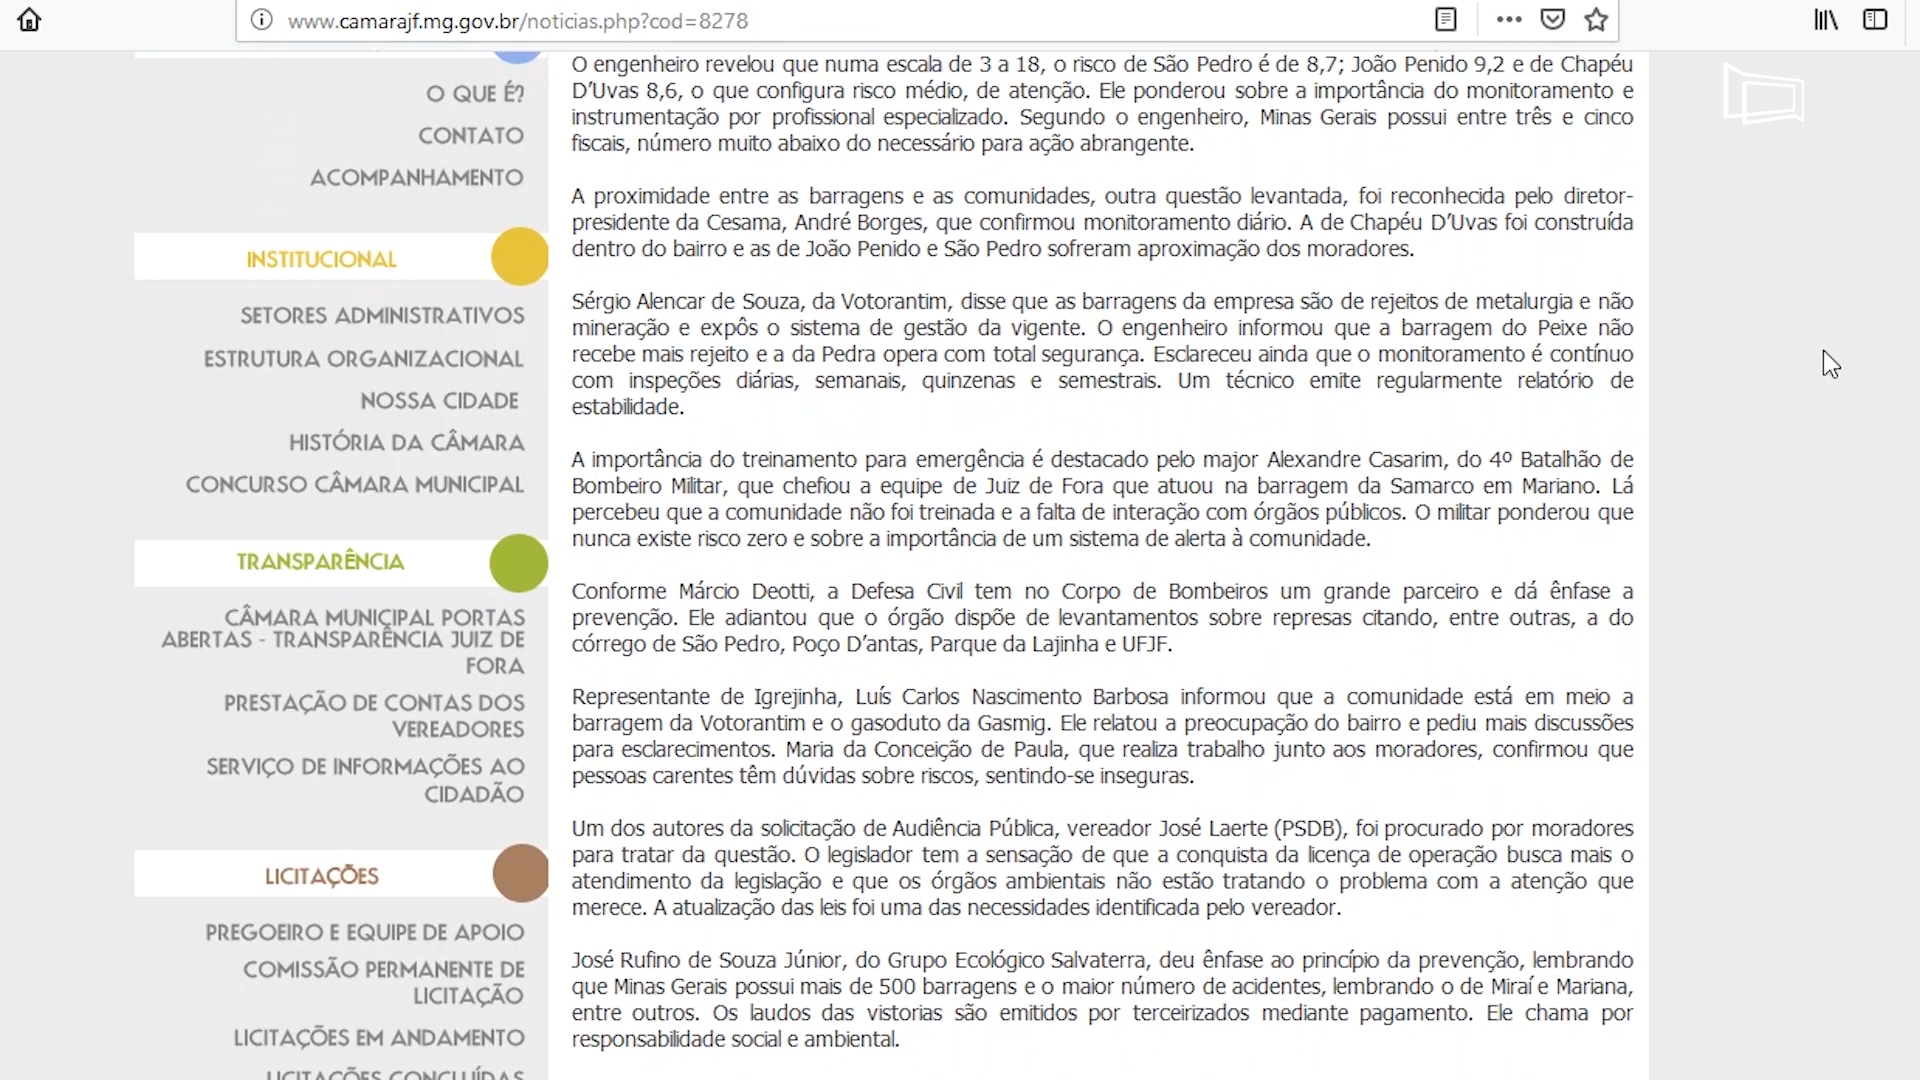 www.camarajf.mg.gov.br/noticias.php?cod=8278
O QUE É?
CONTATO
ACOMPANHAMENTO
INSTITUCIONAL
SETORES ADMINISTRATIVOS
ESTRUTURA ORGANIZACIONAL
NOSSA CIDADE
HISTÓRIA DA CÂMARA
CONCURSO CÂMARA MUNICIPAL
TRANSPARÊNCIA
CÂMARA MUNICIPAL PORTAS
ABERTAS - TRANSPARÊNCIA JUIZ DE
FORA
PRESTAÇÃO DE CONTAS DOS
VEREADORES
SERVIÇO DE INFORMAÇÕES AO
CIDADÃO
LICITAÇÕES
PREGOEIRO E EQUIPE DE APOIO
COMISSÃO PERMANENTE DE
LICITAÇÃO
LICITAÇÕES EM ANDAMENTO
LICITAÇÕES CONCLUÍDAS
O engenheiro revelou que numa escala de 3 a 18, o risco de São Pedro é de 8,7; João Penido 9,2 e de Chapéu
D'Uvas 8,6, o que configura risco médio, de atenção. Ele ponderou sobre a importância do monitoramento e
instrumentação por profissional especializado. Segundo o engenheiro, Minas Gerais possui entre três e cinco
fiscais, número muito abaixo do necessário para ação abrangente.
A proximidade entre as barragens e as comunidades, outra questão levantada, foi reconhecida pelo diretor-
presidente da Cesama, André Borges, que confirmou monitoramento diário. A de Chapéu D'Uvas foi construída
dentro do bairro e as de João Penido e São Pedro sofreram aproximação dos moradores.
Sérgio Alencar de Souza, da Votorantim, disse que as barragens da empresa são de rejeitos de metalurgia e não
mineração e expôs o sistema de gestão da vigente. O engenheiro informou que a barragem do Peixe não
recebe mais rejeito e a da Pedra opera com total segurança. Esclareceu ainda que o monitoramento é contínuo
com inspeções diárias, semanais, quinzenas e semestrais. Um técnico emite regularmente relatório de
estabilidade.
A importância do treinamento para emergência é destacado pelo major Alexandre Casarim, do 4º Batalhão de
Bombeiro Militar, que chefiou a equipe de Juiz de Fora que atuou na barragem da Samarco em Mariano. Lá
percebeu que a comunidade não foi treinada e a falta de interação com órgãos públicos. O militar ponderou que
nunca existe risco zero e sobre a importância de um sistema de alerta à comunidade.
Conforme Márcio Deotti, a Defesa Civil tem no Corpo de Bombeiros um grande parceiro e dá ênfase a
prevenção. Ele adiantou que o órgão dispõe de levantamentos sobre represas citando, entre outras, a do
córrego de São Pedro, Poço D'antas, Parque da Lajinha e UFJF.
Representante de Igrejinha, Luís Carlos Nascimento Barbosa informou que a comunidade está em meio a
barragem da Votorantim e o gasoduto da Gasmig. Ele relatou a preocupação do bairro e pediu mais discussões
para esclarecimentos. Maria da Conceição de Paula, que realiza trabalho junto aos moradores, confirmou que
pessoas carentes têm dúvidas sobre riscos, sentindo-se inseguras.
Um dos autores da solicitação de Audiência Pública, vereador José Laerte (PSDB), foi procurado por moradores
para tratar da questão. O legislador tem a sensação de que a conquista da licença de operação busca mais o
atendimento da legislação e que os órgãos ambientais não estão tratando o problema com a atenção que
merece. A atualização das leis foi uma das necessidades identificada pelo vereador.
José Rufino de Souza Júnior, do Grupo Ecológico Salvaterra, deu ênfase ao princípio da prevenção, lembrando
que Minas Gerais possui mais de 500 barragens e o maior número de acidentes, lembrando o de Miraí e Mariana,
entre outros. Os laudos das vistorias são emitidos por terceirizados mediante pagamento. Ele chama por
responsabilidade social e ambiental.